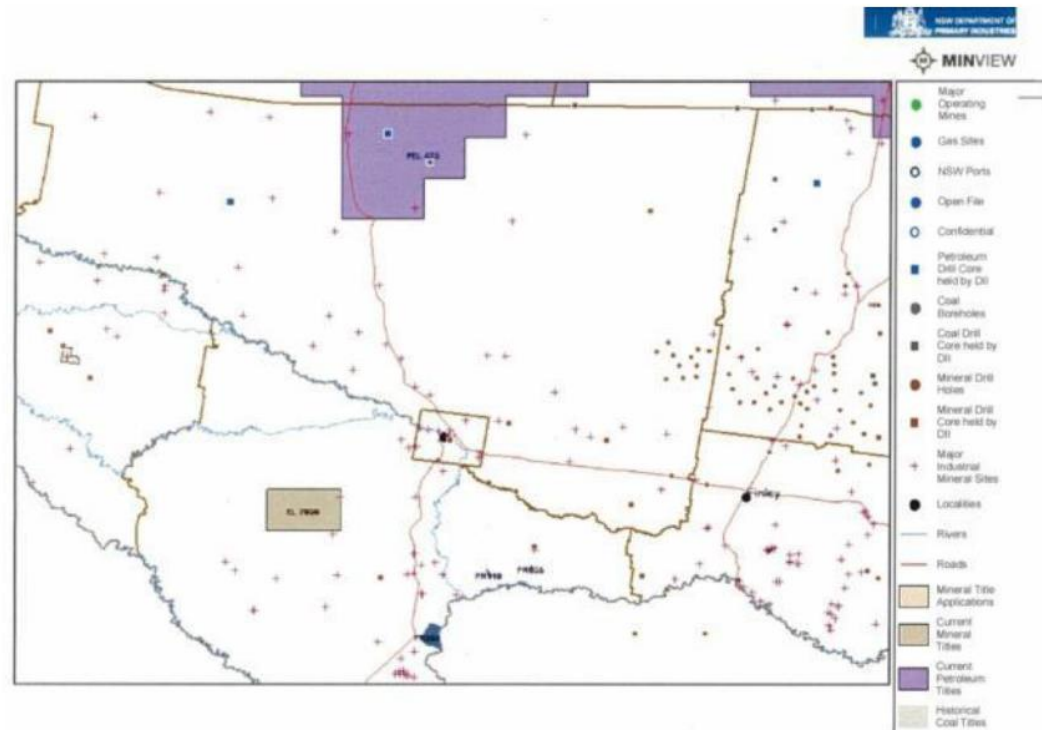 NSW DEPARTMENT OF
PRIMARY INDUSTRIES
MINVIEW
Major
Operating
Mines
Gas Sites
NSW Ports
Open File
Confidential
Petroleum
Drill Core
held by DII
Coal
Boreholes
Coal Drill
Core held by
DII
Mineral Drill
Holes
Mineral Drill
Core held by
DII
Major
Industrial
Mineral Sites
Localities
Rivers
Roads
Mineral Title
Applications
Current
Mineral
Titles
Current
Petroleum
Titles
Historical
Coal Titles
Finley